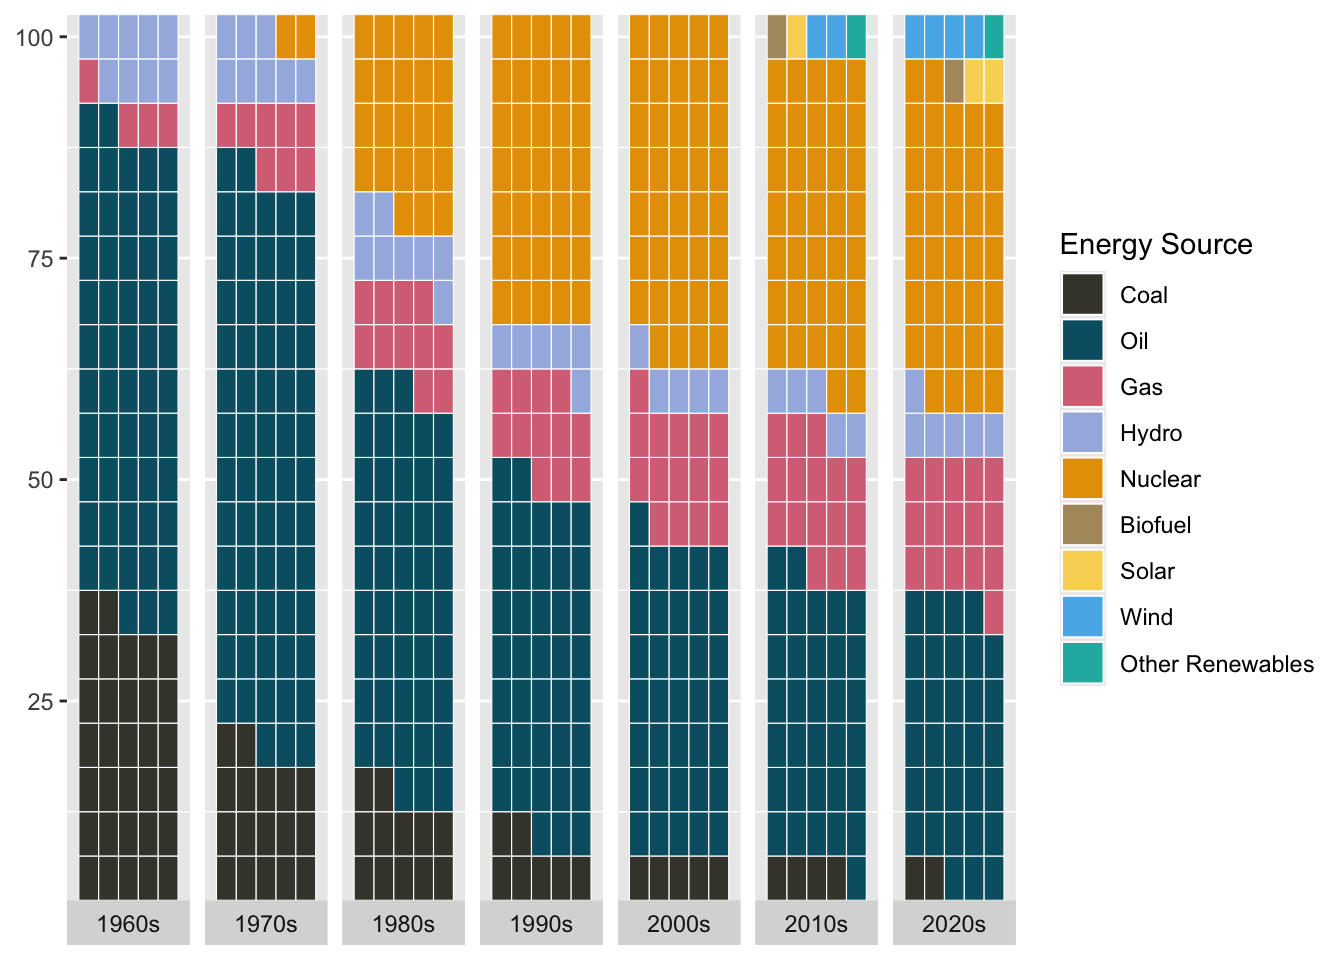 100
75
50
25
1960s 1970s 1980s 1990s 2000s 2010s 2020s
Energy Source
Coal
Oil
Gas
Hydro
Nuclear
Biofuel
Solar
Wind
Other Renewables